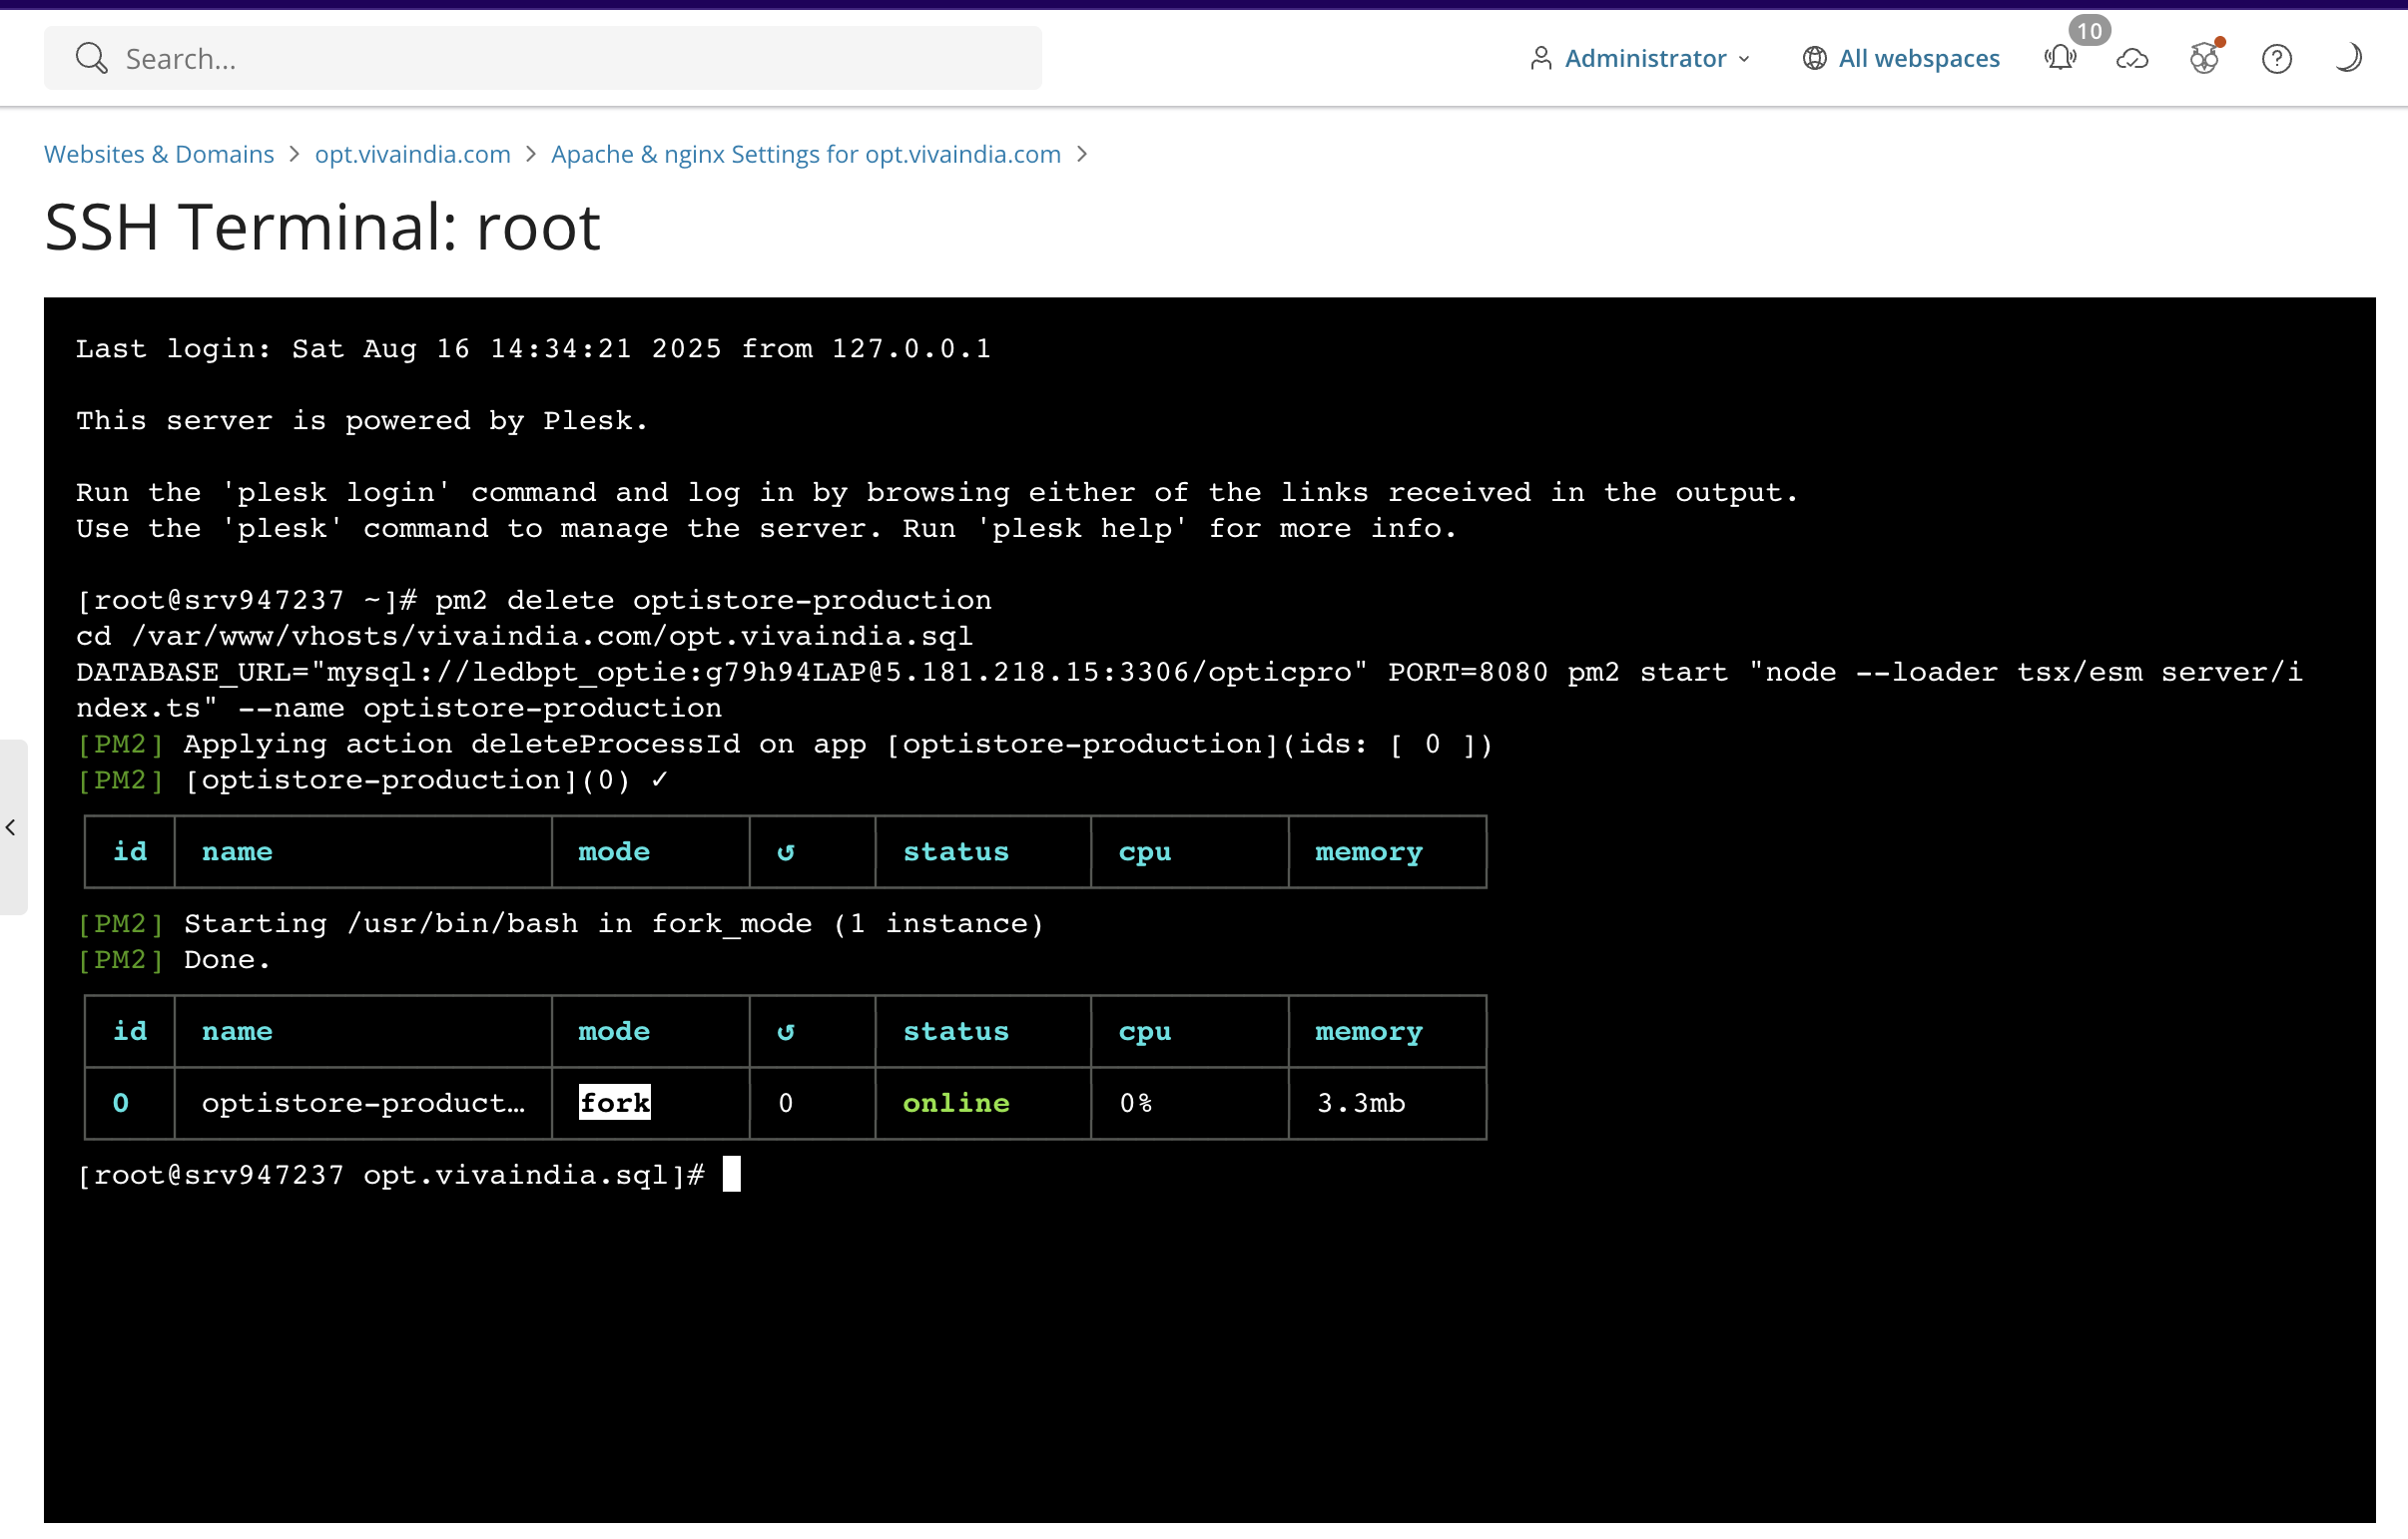 10
Search...
Administrator
All webspaces
Websites & Domains > opt.vivaindia.com > Apache & nginx Settings for opt.vivaindia.com >
SSH Terminal: root
Last login: Sat Aug 16 14:34:21 2025 from 127.0.0.1
This server is powered by Plesk.
Run the 'plesk login' command and log in by browsing either of the links received in the output.
Use the 'plesk' command to manage the server. Run 'plesk help' for more info.
[root@srv947237 ~]# pm2 delete optistore-production
cd /var/www/vhosts/vivaindia.com/opt.vivaindia.sql
DATABASE_URL="mysql://ledbpt_optie:g79h94LAP@5.181.218.15:3306/opticpro" PORT=8080 pm2 start "node --loader tsx/esm server/i
ndex.ts" --name optistore-production
[PM2] Applying action deleteProcessId on app [optistore-production](ids: [ 0 ])
[PM2] [optistore-production](0) ✓
id name mode ↺ status cpu memory
[PM2] Starting /usr/bin/bash in fork_mode (1 instance)
[PM2] Done.
id name mode ↺ status cpu memory
0 optistore-product… fork 0 online 0% 3.3mb
[root@srv947237 opt.vivaindia.sql]#